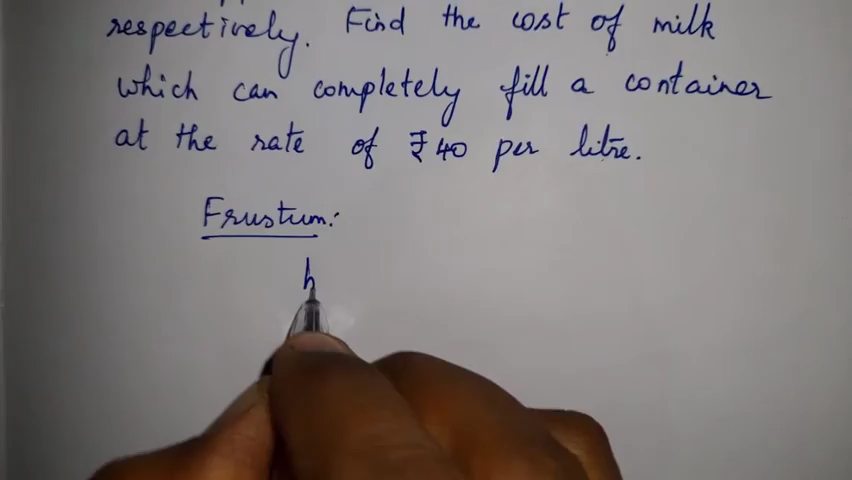 respectively. Find the cost of milk
which can completely fill a container
at the rate of ₹40 per litre.
Frustum:
h